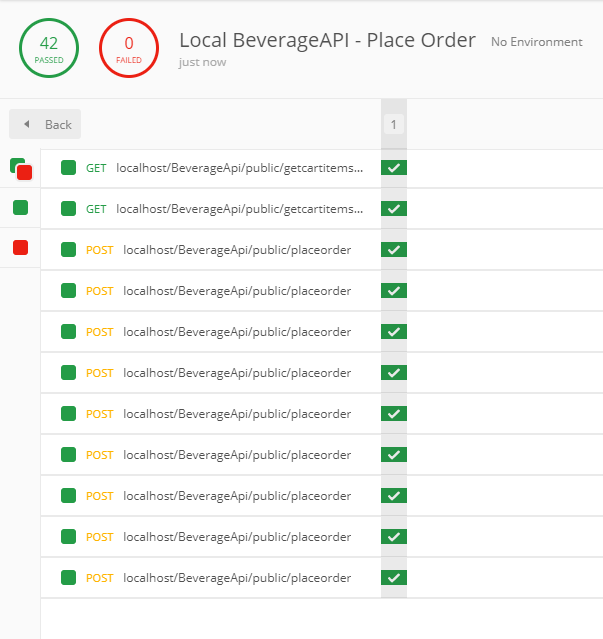 42
PASSED
0
FAILED
Local BeverageAPI - Place Order
No Environment
just now
Back
1
GET localhost/BeverageApi/public/getcartitems...
GET localhost/BeverageApi/public/getcartitems...
POST localhost/BeverageApi/public/placeorder
POST localhost/BeverageApi/public/placeorder
POST localhost/BeverageApi/public/placeorder
POST localhost/BeverageApi/public/placeorder
POST localhost/BeverageApi/public/placeorder
POST localhost/BeverageApi/public/placeorder
POST localhost/BeverageApi/public/placeorder
POST localhost/BeverageApi/public/placeorder
POST localhost/BeverageApi/public/placeorder